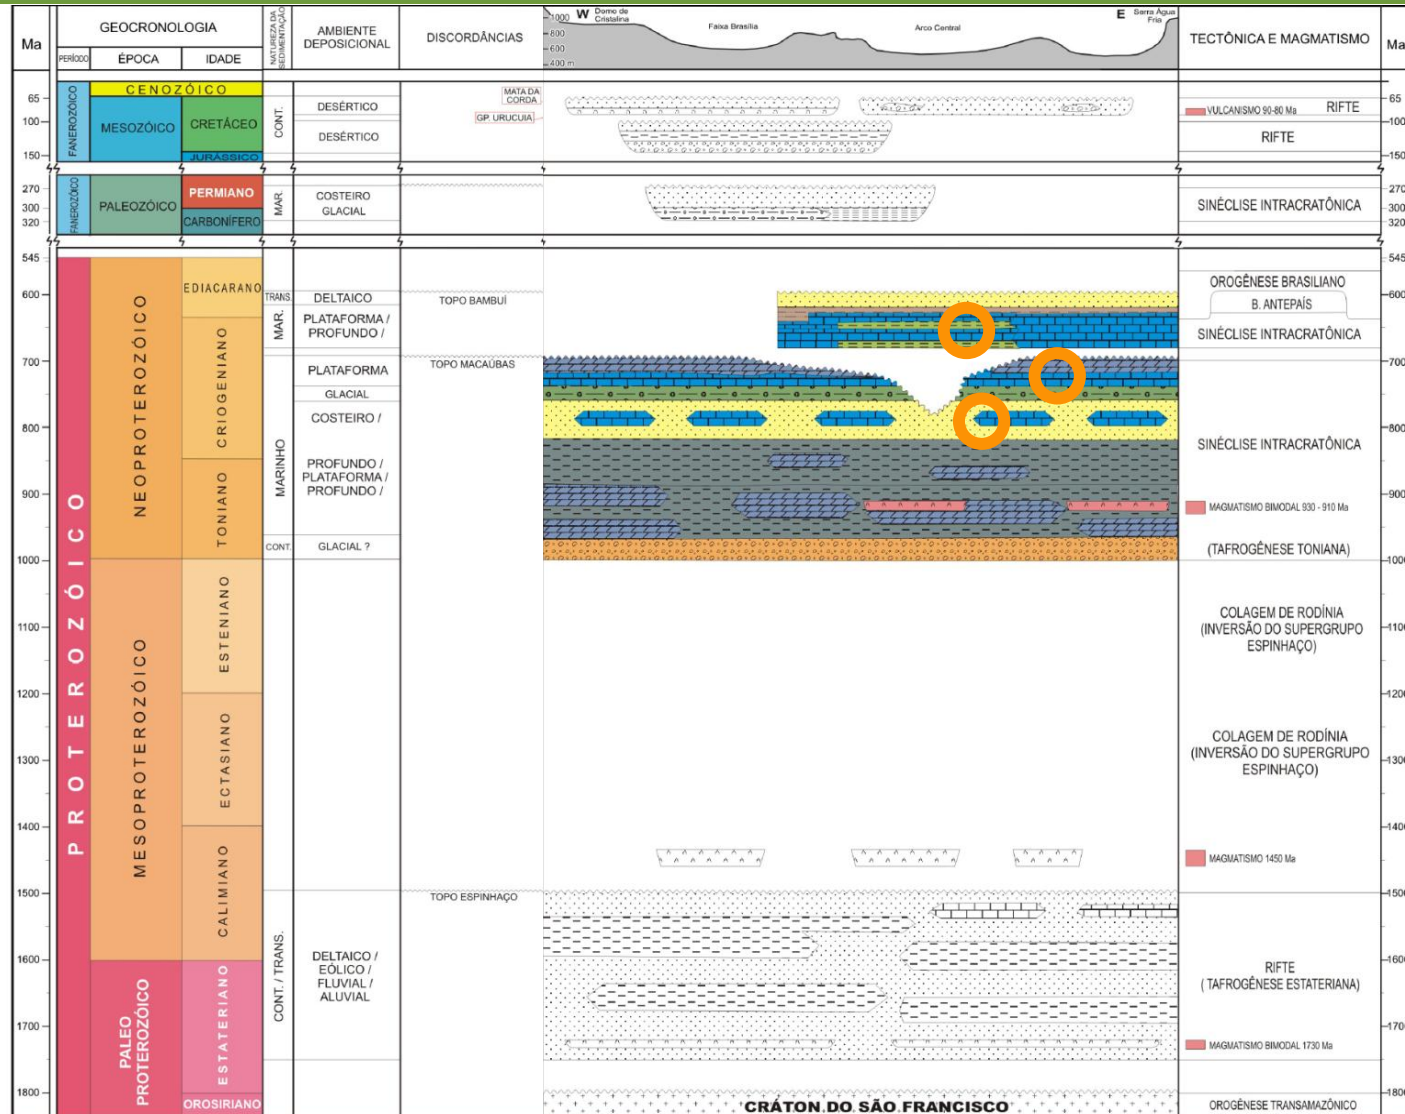 Ma
GEOCRONOLOGIA
PERÍODO
ÉPOCA
IDADE
NATUREZA DA
SEDIMENTAÇÃO
AMBIENTE
DEPOSICIONAL
DISCORDÂNCIAS
1000
800
600
400 m
W
Domo de
Cristalina
Faixa Brasília
Arco Central
E
Serra Água
Fria
TECTÔNICA E MAGMATISMO
Ma
65
100
150
FANEROZÓICO
CENOZÓICO
MESOZÓICO
CRETÁCEO
JURÁSSICO
CONT.
DESÉRTICO
DESÉRTICO
MATA DA
CORDA
GP. URUCUIA
VULCANISMO 90-80 Ma
RIFTE
RIFTE
65
100
150
270
300
320
FANEROZÓICO
PALEOZÓICO
PERMIANO
CARBONÍFERO
MAR.
COSTEIRO
GLACIAL
SINÉCLISE INTRACRATÔNICA
270
300
320
545
600
700
800
900
1000
1100
1200
1300
1400
1500
1600
1700
1800
PROTEROZÓICO
NEOPROTEROZÓICO
MESOPROTEROZÓICO
PALEO
PROTEROZÓICO
EDIACARANO
CRIOGENIANO
TONIANO
ESTENIANO
ECTASIANO
CALIMIANO
ESTATERIANO
OROSIRIANO
TRANS.
MAR.
MARINHO
CONT.
CONT. / TRANS.
DELTAICO
PLATAFORMA /
PROFUNDO /
PLATAFORMA
GLACIAL
COSTEIRO /
PROFUNDO /
PLATAFORMA /
PROFUNDO /
GLACIAL ?
DELTAICO /
EÓLICO /
FLUVIAL /
ALUVIAL
TOPO BAMBUÍ
TOPO MACAÚBAS
TOPO ESPINHAÇO
CRÁTON DO SÃO FRANCISCO
OROGÊNESE BRASILIANO
B. ANTEPAÍS
SINÉCLISE INTRACRATÔNICA
SINÉCLISE INTRACRATÔNICA
MAGMATISMO BIMODAL 930 - 910 Ma
(TAFROGÊNESE TONIANA)
COLAGEM DE RODÍNIA
(INVERSÃO DO SUPERGRUPO
ESPINHAÇO)
COLAGEM DE RODÍNIA
(INVERSÃO DO SUPERGRUPO
ESPINHAÇO)
MAGMATISMO 1450 Ma
RIFTE
( TAFROGÊNESE ESTATERIANA)
MAGMATISMO BIMODAL 1730 Ma
OROGÊNESE TRANSAMAZÔNICO
545
600
700
800
900
1000
1100
1200
1300
1400
1500
1600
1700
1800